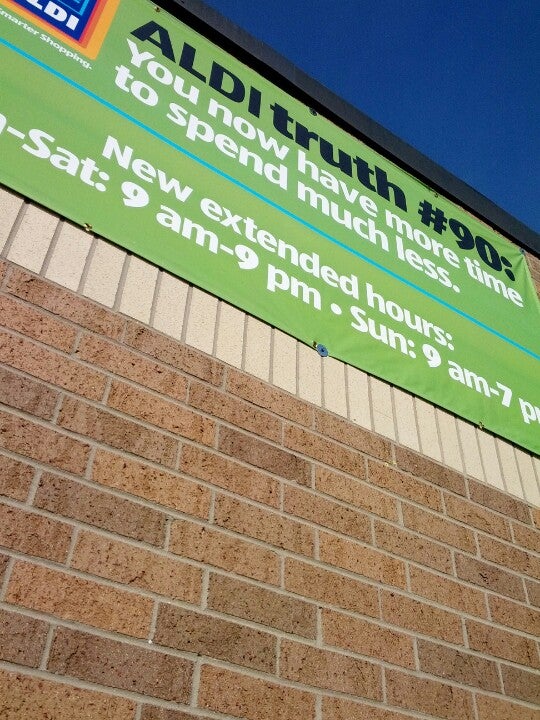 ALDI
Smarter Shopping.
ALDI truth #90:
You now have more time
to spend much less.
New extended hours:
-Sat: 9 am-9 pm • Sun: 9 am-7 p